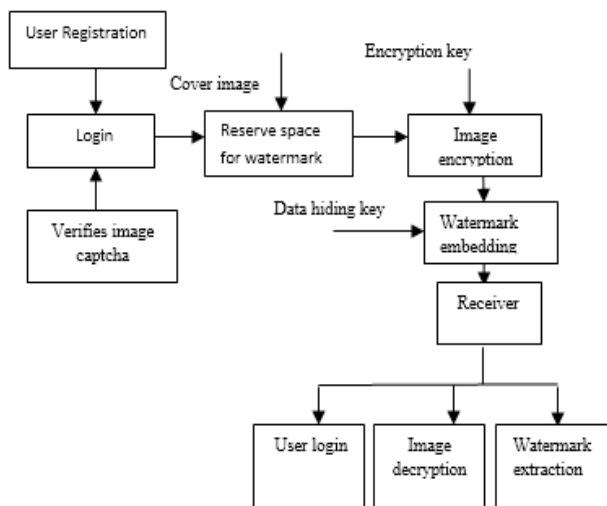 User Registration
Encryption key
Cover image
Login
Reserve space
for watermark
Image
encryption
Verifies image
captcha
Data hiding key
Watermark
embedding
Receiver
User login
Image
decryption
Watermark
extraction